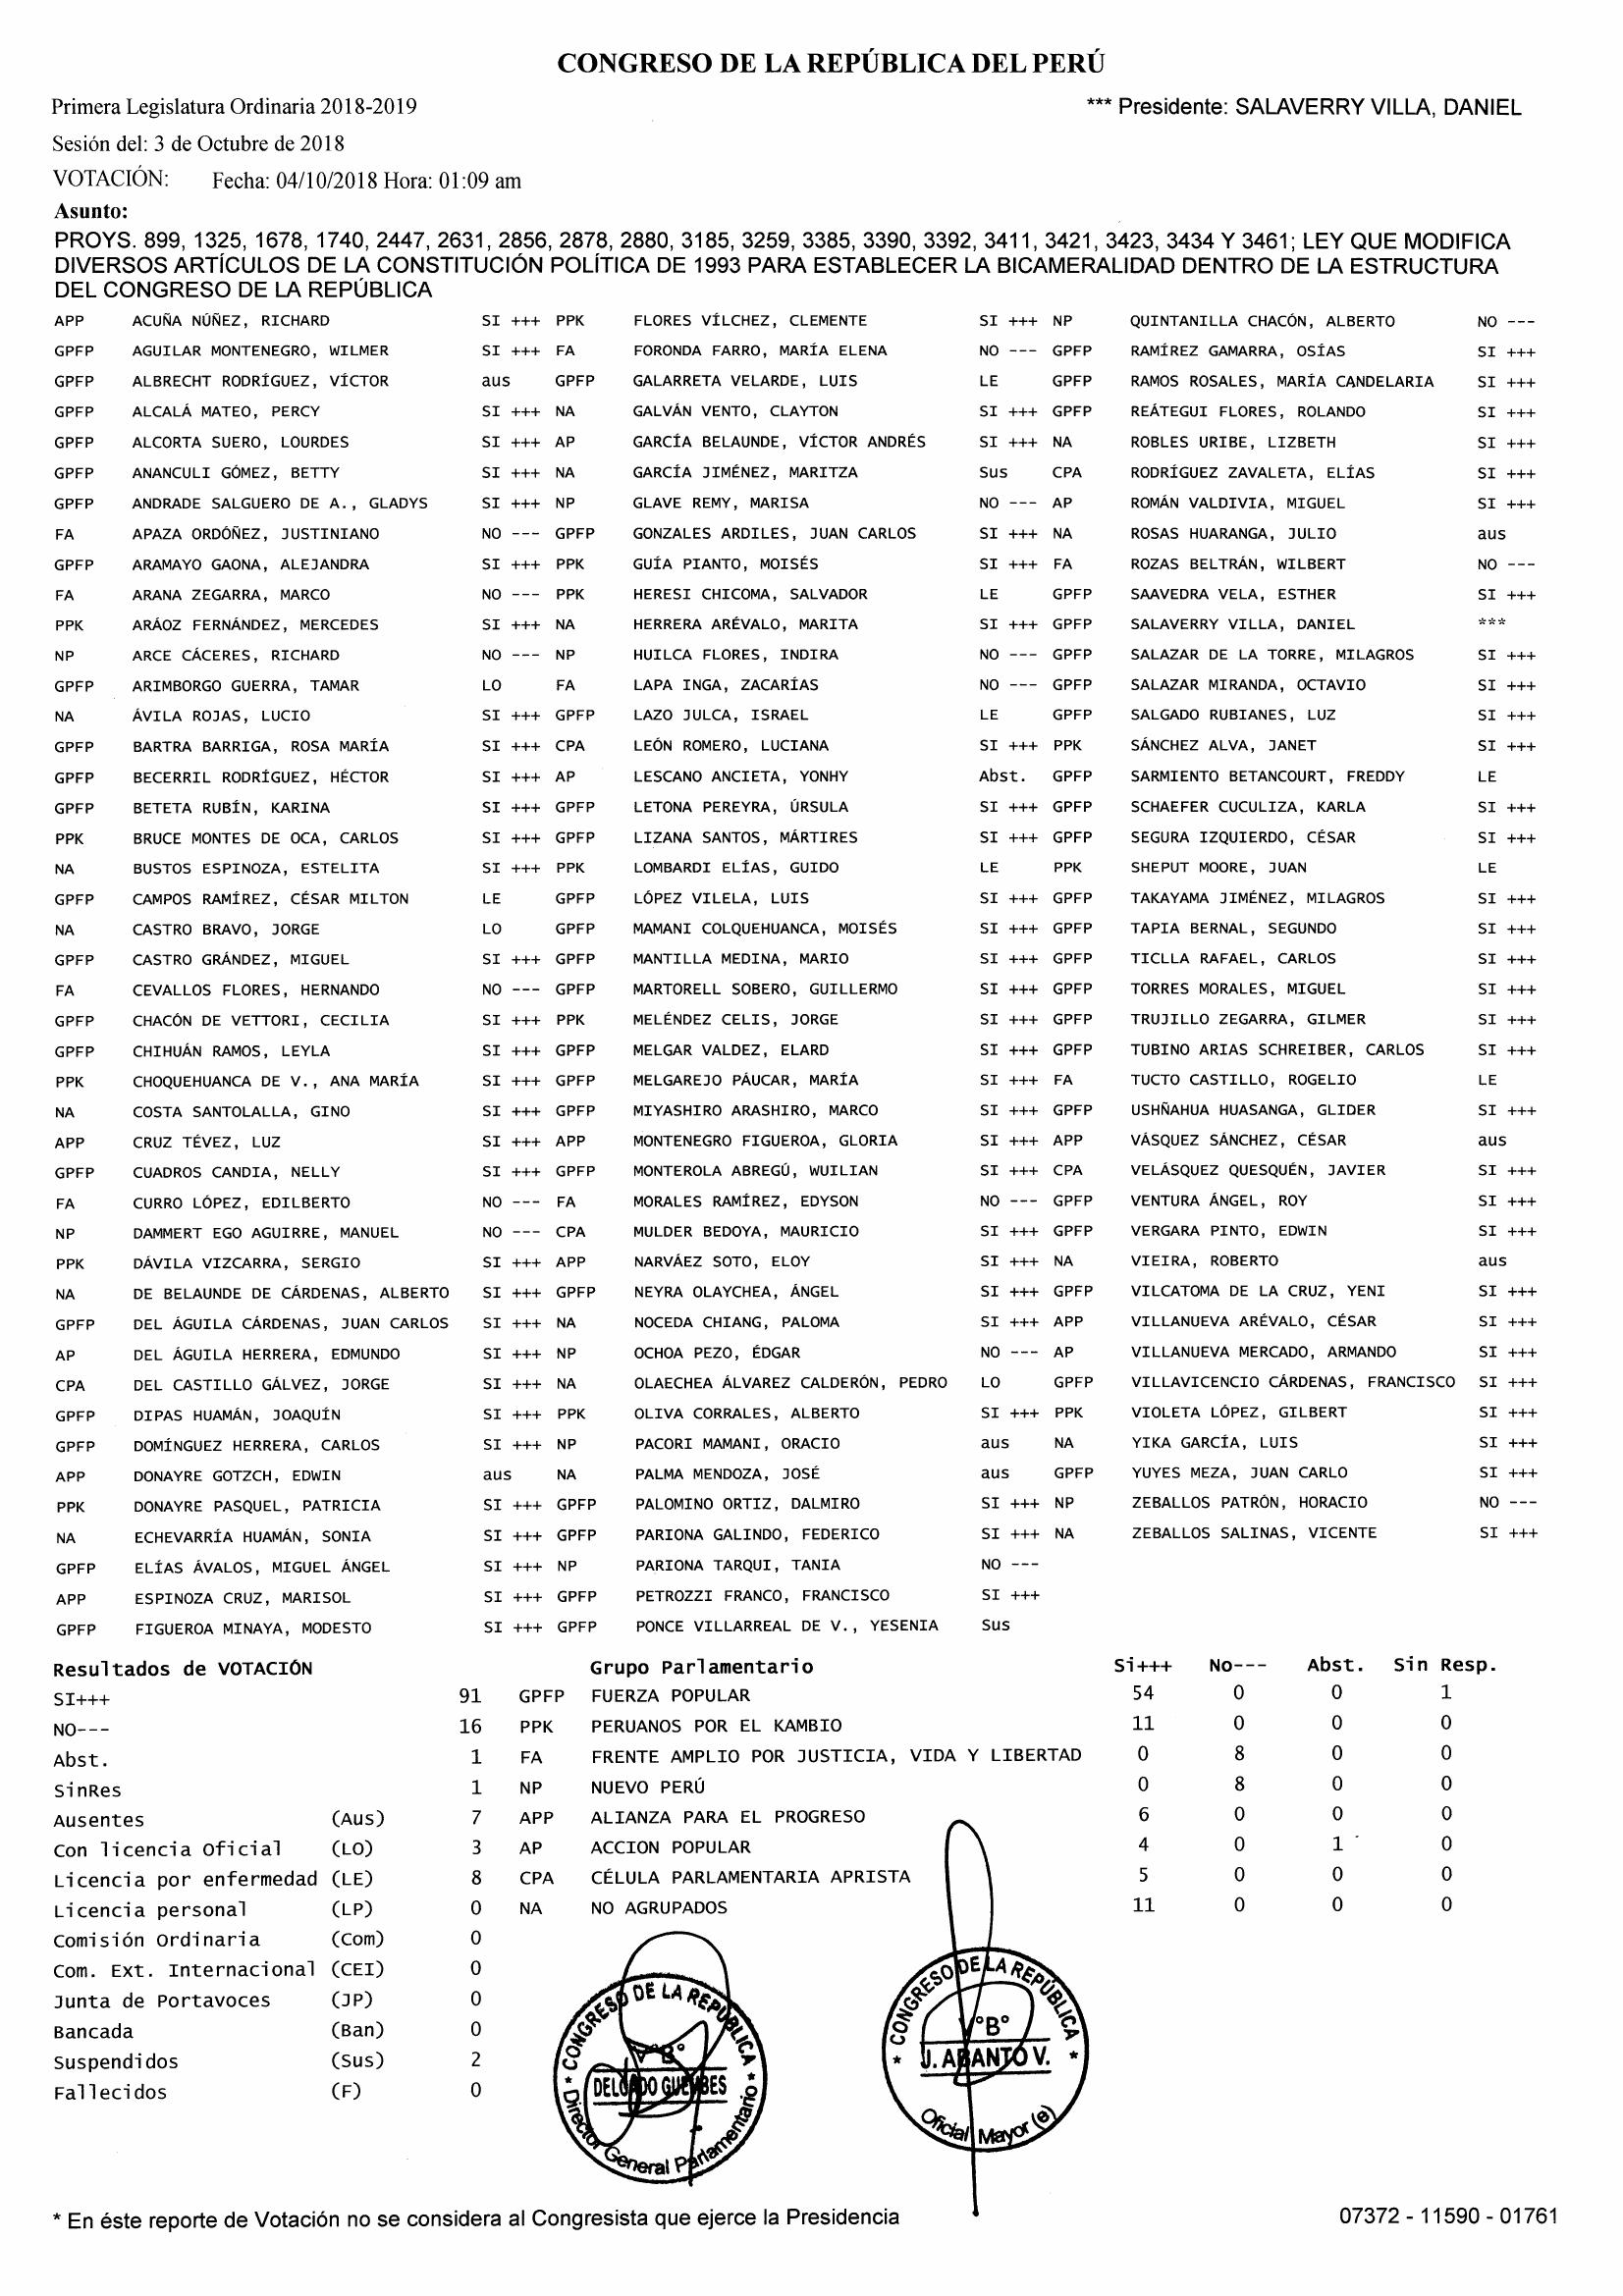 CONGRESO DE LA REPÚBLICA DEL PERÚ
Primera Legislatura Ordinaria 2018-2019 *** Presidente: SALAVERRY VILLA, DANIEL
Sesión del: 3 de Octubre de 2018
VOTACIÓN: Fecha: 04/10/2018 Hora: 01:09 am
Asunto:
PROYS. 899, 1325, 1678, 1740, 2447, 2631, 2856, 2878, 2880, 3185, 3259, 3385, 3390, 3392, 3411, 3421, 3423, 3434 Y 3461; LEY QUE MODIFICA
DIVERSOS ARTÍCULOS DE LA CONSTITUCIÓN POLÍTICA DE 1993 PARA ESTABLECER LA BICAMERALIDAD DENTRO DE LA ESTRUCTURA
DEL CONGRESO DE LA REPÚBLICA
APP ACUÑA NÚÑEZ, RICHARD SI +++ PPK FLORES VÍLCHEZ, CLEMENTE SI +++ NP QUINTANILLA CHACÓN, ALBERTO NO ---
GPFP AGUILAR MONTENEGRO, WILMER SI +++ FA FORONDA FARRO, MARÍA ELENA NO --- GPFP RAMÍREZ GAMARRA, OSÍAS SI +++
GPFP ALBRECHT RODRÍGUEZ, VÍCTOR aus GPFP GALARRETA VELARDE, LUIS LE GPFP RAMOS ROSALES, MARÍA CANDELARIA SI +++
GPFP ALCALÁ MATEO, PERCY SI +++ NA GALVÁN VENTO, CLAYTON SI +++ GPFP REÁTEGUI FLORES, ROLANDO SI +++
GPFP ALCORTA SUERO, LOURDES SI +++ AP GARCÍA BELAUNDE, VÍCTOR ANDRÉS SI +++ NA ROBLES URIBE, LIZBETH SI +++
GPFP ANANCULI GÓMEZ, BETTY SI +++ NA GARCÍA JIMÉNEZ, MARITZA Sus CPA RODRÍGUEZ ZAVALETA, ELÍAS SI +++
GPFP ANDRADE SALGUERO DE A., GLADYS SI +++ NP GLAVE REMY, MARISA NO --- AP ROMÁN VALDIVIA, MIGUEL SI +++
FA APAZA ORDÓÑEZ, JUSTINIANO NO --- GPFP GONZALES ARDILES, JUAN CARLOS SI +++ NA ROSAS HUARANGA, JULIO aus
GPFP ARAMAYO GAONA, ALEJANDRA SI +++ PPK GUÍA PIANTO, MOISÉS SI +++ FA ROZAS BELTRÁN, WILBERT NO ---
FA ARANA ZEGARRA, MARCO NO --- PPK HERESI CHICOMA, SALVADOR LE GPFP SAAVEDRA VELA, ESTHER SI +++
PPK ARÁOZ FERNÁNDEZ, MERCEDES SI +++ NA HERRERA ARÉVALO, MARITA SI +++ GPFP SALAVERRY VILLA, DANIEL ***
NP ARCE CÁCERES, RICHARD NO --- NP HUILCA FLORES, INDIRA NO --- GPFP SALAZAR DE LA TORRE, MILAGROS SI +++
GPFP ARIMBORGO GUERRA, TAMAR LO FA LAPA INGA, ZACARÍAS NO --- GPFP SALAZAR MIRANDA, OCTAVIO SI +++
NA ÁVILA ROJAS, LUCIO SI +++ GPFP LAZO JULCA, ISRAEL LE GPFP SALGADO RUBIANES, LUZ SI +++
GPFP BARTRA BARRIGA, ROSA MARÍA SI +++ CPA LEÓN ROMERO, LUCIANA SI +++ PPK SÁNCHEZ ALVA, JANET SI +++
GPFP BECERRIL RODRÍGUEZ, HÉCTOR SI +++ AP LESCANO ANCIETA, YONHY Abst. GPFP SARMIENTO BETANCOURT, FREDDY LE
GPFP BETETA RUBÍN, KARINA SI +++ GPFP LETONA PEREYRA, ÚRSULA SI +++ GPFP SCHAEFER CUCULIZA, KARLA SI +++
PPK BRUCE MONTES DE OCA, CARLOS SI +++ GPFP LIZANA SANTOS, MÁRTIRES SI +++ GPFP SEGURA IZQUIERDO, CÉSAR SI +++
NA BUSTOS ESPINOZA, ESTELITA SI +++ PPK LOMBARDI ELÍAS, GUIDO LE PPK SHEPUT MOORE, JUAN LE
GPFP CAMPOS RAMÍREZ, CÉSAR MILTON LE GPFP LÓPEZ VILELA, LUIS SI +++ GPFP TAKAYAMA JIMÉNEZ, MILAGROS SI +++
NA CASTRO BRAVO, JORGE LO GPFP MAMANI COLQUEHUANCA, MOISÉS SI +++ GPFP TAPIA BERNAL, SEGUNDO SI +++
GPFP CASTRO GRÁNDEZ, MIGUEL SI +++ GPFP MANTILLA MEDINA, MARIO SI +++ GPFP TICLLA RAFAEL, CARLOS SI +++
FA CEVALLOS FLORES, HERNANDO NO --- GPFP MARTORELL SOBERO, GUILLERMO SI +++ GPFP TORRES MORALES, MIGUEL SI +++
GPFP CHACÓN DE VETTORI, CECILIA SI +++ PPK MELÉNDEZ CELIS, JORGE SI +++ GPFP TRUJILLO ZEGARRA, GILMER SI +++
GPFP CHIHUÁN RAMOS, LEYLA SI +++ GPFP MELGAR VALDEZ, ELARD SI +++ GPFP TUBINO ARIAS SCHREIBER, CARLOS SI +++
PPK CHOQUEHUANCA DE V., ANA MARÍA SI +++ GPFP MELGAREJO PÁUCAR, MARÍA SI +++ FA TUCTO CASTILLO, ROGELIO LE
NA COSTA SANTOLALLA, GINO SI +++ GPFP MIYASHIRO ARASHIRO, MARCO SI +++ GPFP USHÑAHUA HUASANGA, GLIDER SI +++
APP CRUZ TÉVEZ, LUZ SI +++ APP MONTENEGRO FIGUEROA, GLORIA SI +++ APP VÁSQUEZ SÁNCHEZ, CÉSAR aus
GPFP CUADROS CANDIA, NELLY SI +++ GPFP MONTEROLA ABREGÚ, WUILIAN SI +++ CPA VELÁSQUEZ QUESQUÉN, JAVIER SI +++
FA CURRO LÓPEZ, EDILBERTO NO --- FA MORALES RAMÍREZ, EDYSON NO --- GPFP VENTURA ÁNGEL, ROY SI +++
NP DAMMERT EGO AGUIRRE, MANUEL NO --- CPA MULDER BEDOYA, MAURICIO SI +++ GPFP VERGARA PINTO, EDWIN SI +++
PPK DÁVILA VIZCARRA, SERGIO SI +++ APP NARVÁEZ SOTO, ELOY SI +++ NA VIEIRA, ROBERTO aus
NA DE BELAUNDE DE CÁRDENAS, ALBERTO SI +++ GPFP NEYRA OLAYCHEA, ÁNGEL SI +++ GPFP VILCATOMA DE LA CRUZ, YENI SI +++
GPFP DEL ÁGUILA CÁRDENAS, JUAN CARLOS SI +++ NA NOCEDA CHIANG, PALOMA SI +++ APP VILLANUEVA ARÉVALO, CÉSAR SI +++
AP DEL ÁGUILA HERRERA, EDMUNDO SI +++ NP OCHOA PEZO, ÉDGAR NO --- AP VILLANUEVA MERCADO, ARMANDO SI +++
CPA DEL CASTILLO GÁLVEZ, JORGE SI +++ NA OLAECHEA ÁLVAREZ CALDERÓN, PEDRO LO GPFP VILLAVICENCIO CÁRDENAS, FRANCISCO SI +++
GPFP DIPAS HUAMÁN, JOAQUÍN SI +++ PPK OLIVA CORRALES, ALBERTO SI +++ PPK VIOLETA LÓPEZ, GILBERT SI +++
GPFP DOMÍNGUEZ HERRERA, CARLOS SI +++ NP PACORI MAMANI, ORACIO aus NA YIKA GARCÍA, LUIS SI +++
APP DONAYRE GOTZCH, EDWIN aus NA PALMA MENDOZA, JOSÉ aus GPFP YUYES MEZA, JUAN CARLO SI +++
PPK DONAYRE PASQUEL, PATRICIA SI +++ GPFP PALOMINO ORTIZ, DALMIRO SI +++ NP ZEBALLOS PATRÓN, HORACIO NO ---
NA ECHEVARRÍA HUAMÁN, SONIA SI +++ GPFP PARIONA GALINDO, FEDERICO SI +++ NA ZEBALLOS SALINAS, VICENTE SI +++
GPFP ELÍAS ÁVALOS, MIGUEL ÁNGEL SI +++ NP PARIONA TARQUI, TANIA NO ---
APP ESPINOZA CRUZ, MARISOL SI +++ GPFP PETROZZI FRANCO, FRANCISCO SI +++
GPFP FIGUEROA MINAYA, MODESTO SI +++ GPFP PONCE VILLARREAL DE V., YESENIA Sus
Resultados de VOTACIÓN Grupo Parlamentario Si+++ No--- Abst. Sin Resp.
SI+++ 91 GPFP FUERZA POPULAR 54 0 0 1
NO--- 16 PPK PERUANOS POR EL KAMBIO 11 0 0 0
Abst. 1 FA FRENTE AMPLIO POR JUSTICIA, VIDA Y LIBERTAD 0 8 0 0
SinRes 1 NP NUEVO PERÚ 0 8 0 0
Ausentes (Aus) 7 APP ALIANZA PARA EL PROGRESO 6 0 0 0
Con licencia Oficial (LO) 3 AP ACCION POPULAR 4 0 1 0
Licencia por enfermedad (LE) 8 CPA CÉLULA PARLAMENTARIA APRISTA 5 0 0 0
Licencia personal (LP) 0 NA NO AGRUPADOS 11 0 0 0
Comisión Ordinaria (Com) 0
Com. Ext. Internacional (CEI) 0
Junta de Portavoces (JP) 0
Bancada (Ban) 0
Suspendidos (Sus) 2
Fallecidos (F) 0
CONGRESO DE LA REPÚBLICA
V°B°
DELGADO GUEMBES
Director General Parlamentario
CONGRESO DE LA REPÚBLICA
V°B°
J. ABANTO V.
Oficial Mayor (e)
* En éste reporte de Votación no se considera al Congresista que ejerce la Presidencia 07372 - 11590 - 01761